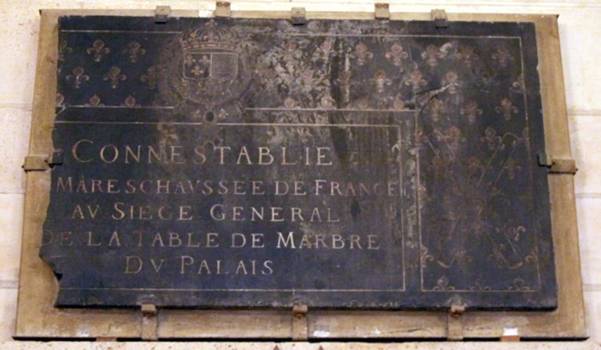 CONNESTABLIE
MARESCHAVSSEE DE FRANCE
AV SIEGE GENERAL
DE LA TABLE DE MARBRE
DV PALAIS